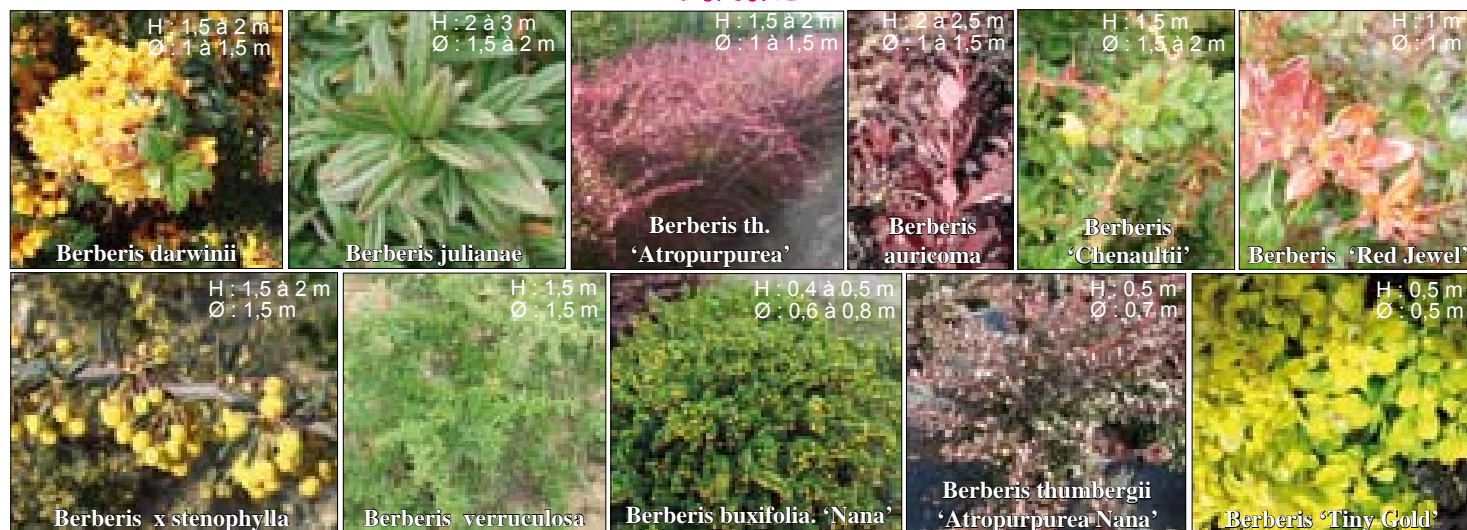 H : 1,5 à 2 m
Ø : 1 à 1,5 m
Berberis darwinii
H : 2 à 3 m
Ø : 1,5 à 2 m
Berberis julianae
H : 1,5 à 2 m
Ø : 1 à 1,5 m
Berberis th.
‘Atropurpurea’
H : 2 à 2,5 m
Ø : 1 à 1,5 m
Berberis
auricoma
H : 1,5 m
Ø : 1,5 à 2 m
Berberis
‘Chenaultii’
H : 1 m
Ø : 1 m
Berberis ‘Red Jewel’
H : 1,5 à 2 m
Ø : 1,5 m
Berberis x stenophylla
H : 1,5 m
Ø : 1,5 m
Berberis verruculosa
H : 0,4 à 0,5 m
Ø : 0,6 à 0,8 m
Berberis buxifolia. ‘Nana’
H : 0,5 m
Ø : 0,7 m
Berberis thumbergii
‘Atropurpurea Nana’
H : 0,5 m
Ø : 0,5 m
Berberis ‘Tiny Gold’